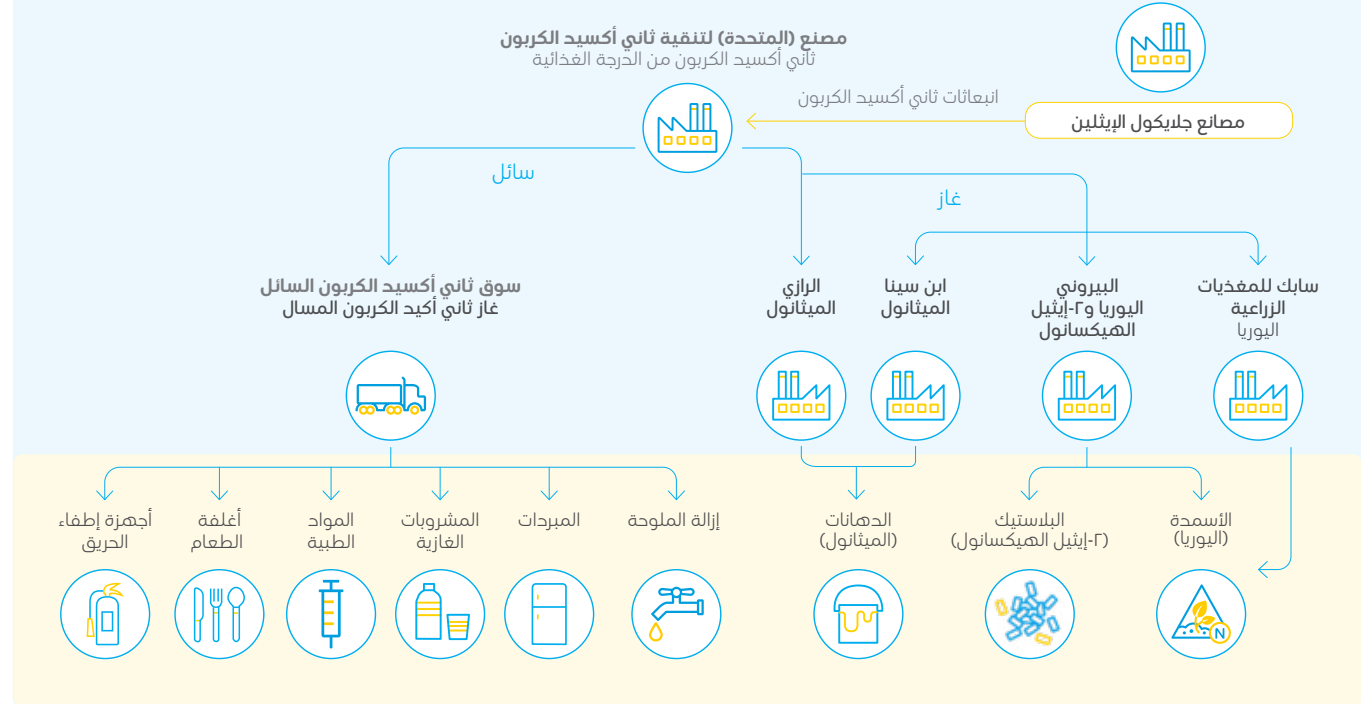 مصنع (المتحدة) لتنقية ثاني أكسيد الكربون
ثاني أكسيد الكربون من الدرجة الغذائية
انبعاثات ثاني أكسيد الكربون
مصانع جلايكول الإيثلين
سائل
غاز
سابك للمغذيات
الزراعية
اليوريا
البيروني
اليوريا و٢-إيثيل
الهيكسانول
ابن سينا
الميثانول
الرازي
الميثانول
سوق ثاني أكسيد الكربون السائل
غاز ثاني أكيد الكربون المسال
الأسمدة
(اليوريا)
البلاستيك
(٢-إيثيل الهيكسانول)
الدهانات
(الميثانول)
إزالة الملوحة
المبردات
المشروبات
الغازية
المواد
الطبية
أغلفة
الطعام
أجهزة إطفاء
الحريق
N